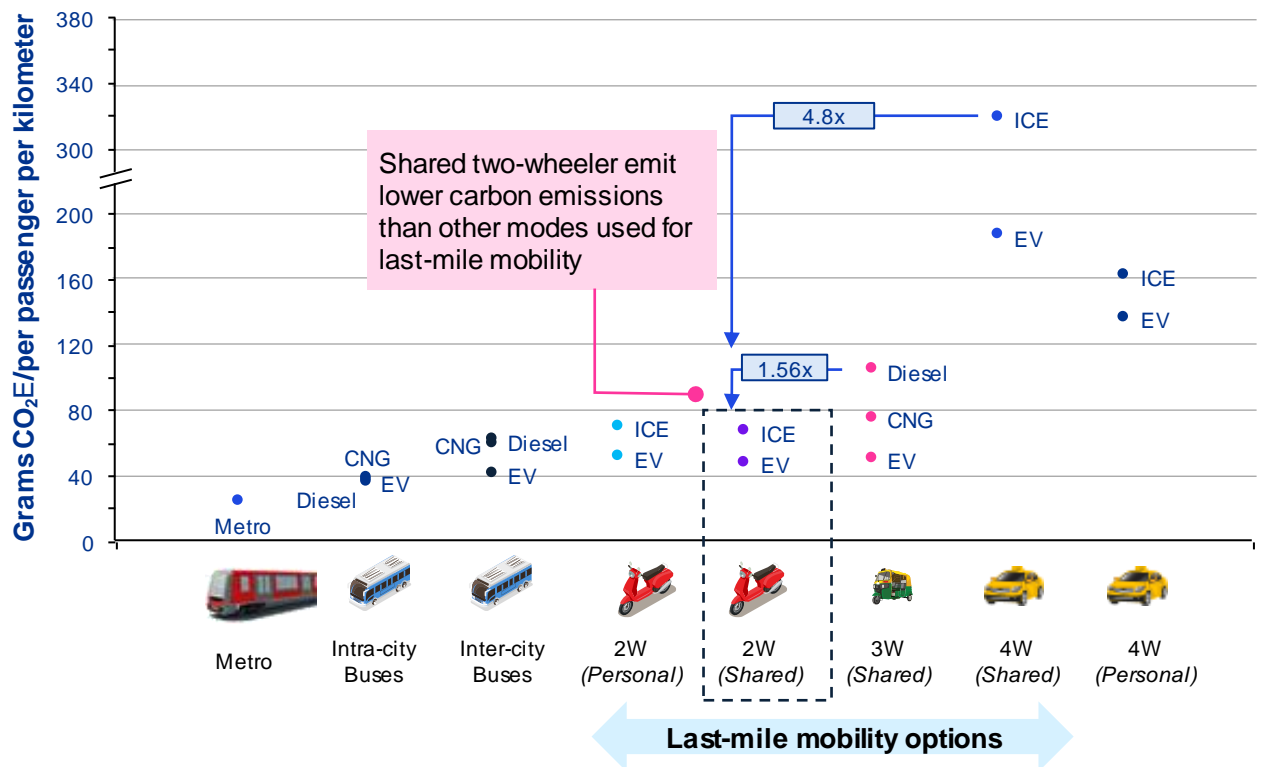 Grams CO₂E/per passenger per kilometer
380
340
300
200
160
120
80
40
0
Shared two-wheeler emit
lower carbon emissions
than other modes used for
last-mile mobility
4.8x
1.56x
Metro
CNG
EV
Diesel
CNG
Diesel
EV
ICE
EV
ICE
EV
Diesel
CNG
EV
ICE
EV
ICE
EV
Metro
Intra-city
Buses
Inter-city
Buses
2W
(Personal)
2W
(Shared)
3W
(Shared)
4W
(Shared)
4W
(Personal)
Last-mile mobility options